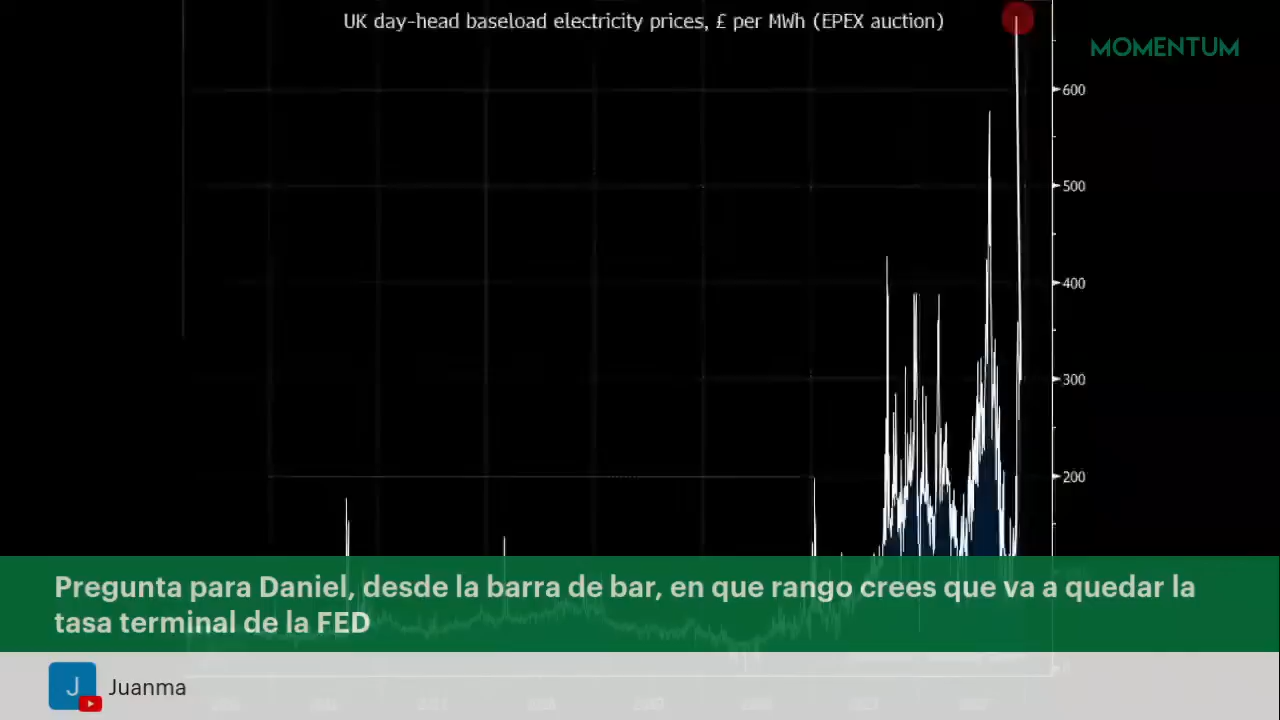 UK day-head baseload electricity prices, £ per MWh (EPEX auction)
MOMENTUM
600
500
400
300
200
Pregunta para Daniel, desde la barra de bar, en que rango crees que va a quedar la
tasa terminal de la FED
J
Juanma